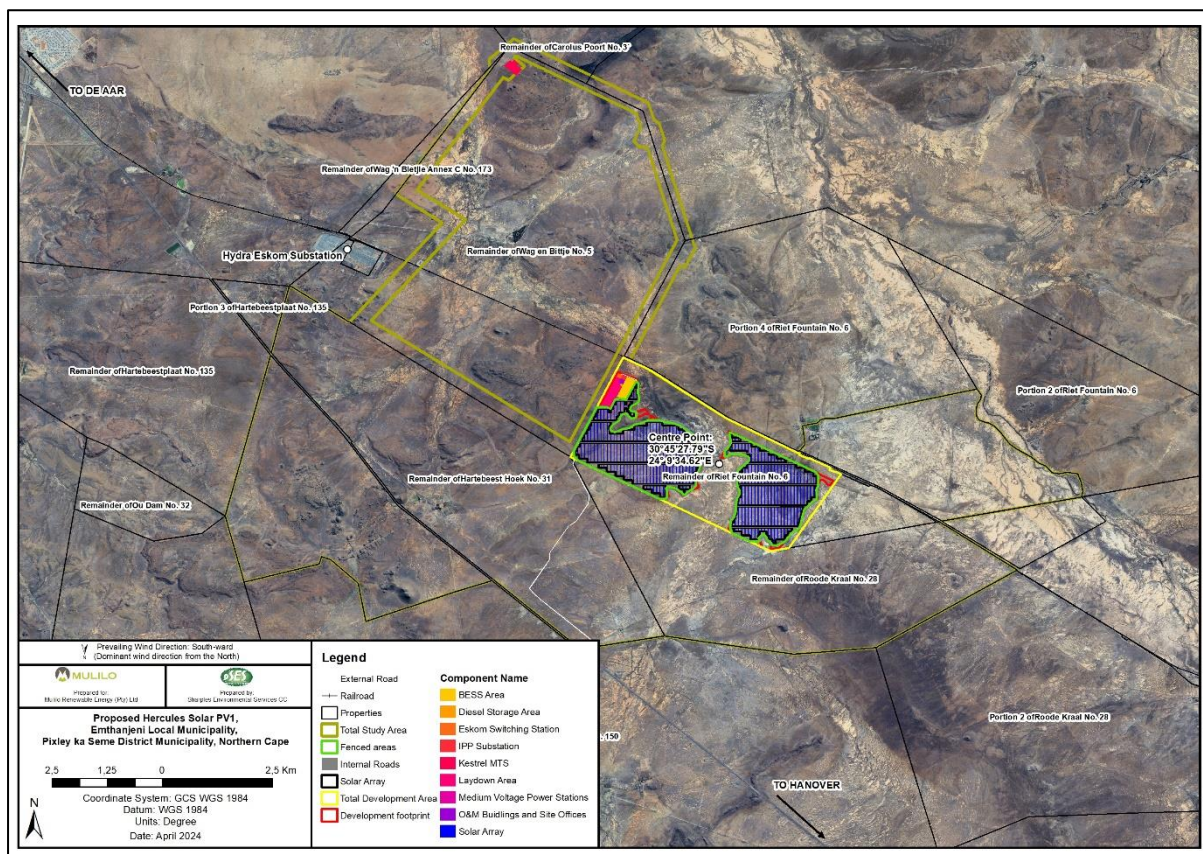 Remainder ofCarolus Poort No. 3
TO DE AAR
Remainder ofWag 'n Bietjie Annex C No. 173
Hydra Eskom Substation
Remainder ofWag en Bittje No. 5
Portion 3 ofHartebeestplaat No. 135
Portion 4 ofRiet Fountain No. 6
Remainder ofHartebeestplaat No. 135
Portion 2 ofRiet Fountain No. 6
Centre Point:
30°45'27.79"S
24° 9'34.62"E
Remainder ofRiet Fountain No. 6
Remainder ofHartebeest Hoek No. 31
Remainder ofOu Dam No. 32
Remainder ofRoode Kraal No. 28
Portion 2 ofRoode Kraal No. 28
150
TO HANOVER
Prevailing Wind Direction: South-ward
(Dominant wind direction from the North)
MULILO
Prepared for:
Mulilo Renewable Energy (Pty) Ltd
SES
Prepared by:
Sharples Environmental Services CC
Proposed Hercules Solar PV1,
Emthanjeni Local Municipality,
Pixley ka Seme District Municipality, Northern Cape
2,5 1,25 0 2,5 Km
Coordinate System: GCS WGS 1984
Datum: WGS 1984
Units: Degree
Date: April 2024
N
Legend
External Road
Railroad
Properties
Total Study Area
Fenced areas
Internal Roads
Solar Array
Total Development Area
Development footprint
Component Name
BESS Area
Diesel Storage Area
Eskom Switching Station
IPP Substation
Kestrel MTS
Laydown Area
Medium Voltage Power Stations
O&M Buidlings and Site Offices
Solar Array